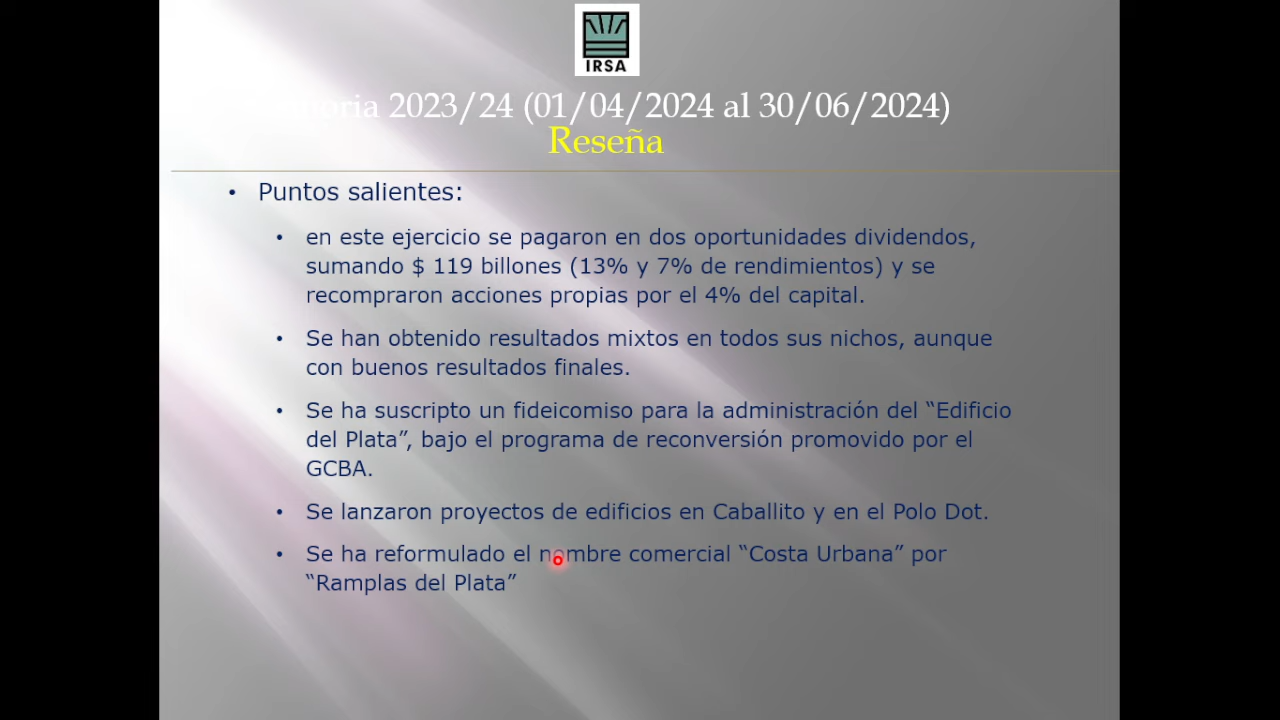 IRSA
2023/24 (01/04/2024 al 30/06/2024)
Reseña
• Puntos salientes:
• en este ejercicio se pagaron en dos oportunidades dividendos,
sumando $ 119 billones (13% y 7% de rendimientos) y se
recompraron acciones propias por el 4% del capital.
• Se han obtenido resultados mixtos en todos sus nichos, aunque
con buenos resultados finales.
• Se ha suscripto un fideicomiso para la administración del “Edificio
del Plata”, bajo el programa de reconversión promovido por el
GCBA.
• Se lanzaron proyectos de edificios en Caballito y en el Polo Dot.
• Se ha reformulado el nombre comercial “Costa Urbana” por
“Ramplas del Plata”